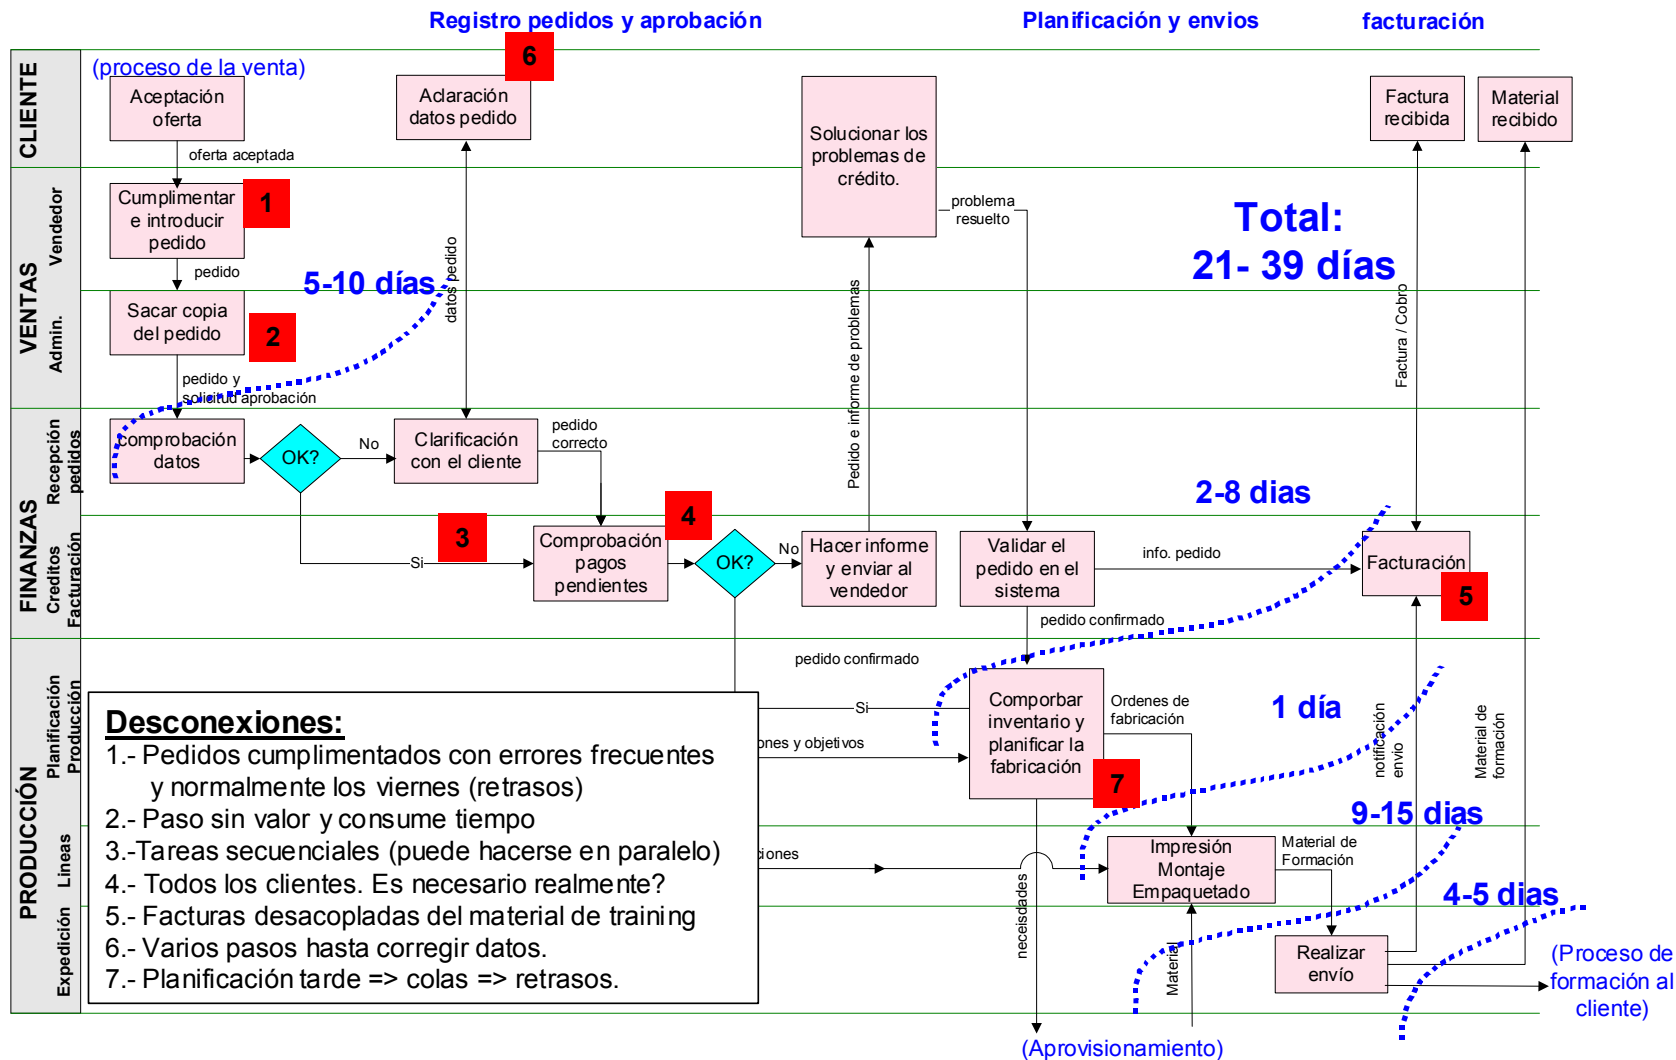 Registro pedidos y aprobación
Planificación y envios
facturación
CLIENTE
(proceso de la venta)
Aceptación
oferta
6
Aclaración
datos pedido
Solucionar los
problemas de
crédito.
Factura
recibida
Material
recibido
oferta aceptada
VENTAS
Vendedor
Cumplimentar
e introducir
pedido
1
problema
resuelto
Total:
21- 39 días
pedido
5-10 días
datos pedido
Pedido e informe de problemas
Factura / Cobro
Admin.
Sacar copia
del pedido
2
pedido y
solicitud aprobación
FINANZAS
Recepción
pedidos
comprobación
datos
OK?
No
Clarificación
con el cliente
pedido
correcto
2-8 dias
Creditos
Facturación
Si
3
Comprobación
pagos
pendientes
4
OK?
No
Hacer informe
y enviar al
vendedor
Validar el
pedido en el
sistema
info. pedido
Facturación
5
pedido confirmado
PRODUCCIÓN
Planificación
Producción
pedido confirmado
Si
ones y objetivos
Comporbar
inventario y
planificar la
fabricación
7
Ordenes de
fabricación
1 día
notificación
envio
Material de
formación
9-15 dias
Desconexiones:
1.- Pedidos cumplimentados con errores frecuentes
y normalmente los viernes (retrasos)
2.- Paso sin valor y consume tiempo
3.-Tareas secuenciales (puede hacerse en paralelo)
4.- Todos los clientes. Es necesario realmente?
5.- Facturas desacopladas del material de training
6.- Varios pasos hasta corregir datos.
7.- Planificación tarde => colas => retrasos.
Lineas
ciones
Impresión
Montaje
Empaquetado
Material de
Formación
4-5 dias
Expedición
neceisdades
Material
Realizar
envío
(Proceso de
formación al
cliente)
(Aprovisionamiento)